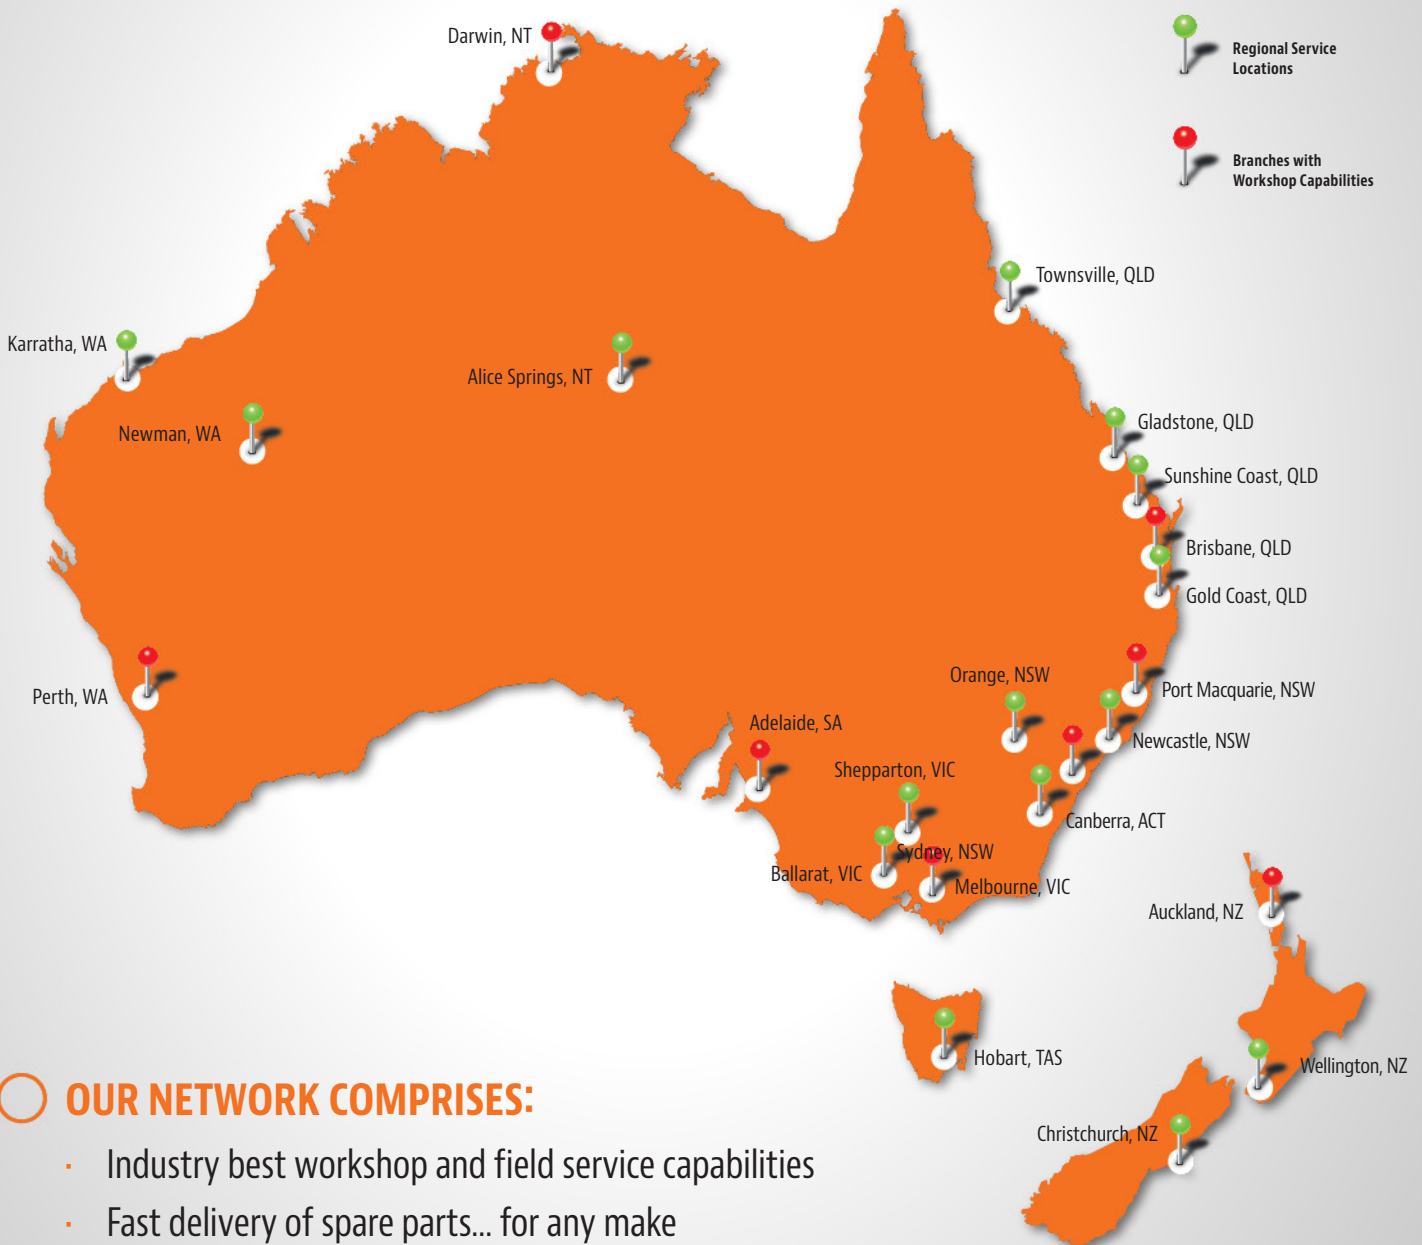 Darwin, NT
Regional Service
Locations
Branches with
Workshop Capabilities
Townsville, QLD
Karratha, WA
Alice Springs, NT
Newman, WA
Gladstone, QLD
Sunshine Coast, QLD
Brisbane, QLD
Gold Coast, QLD
Orange, NSW
Port Macquarie, NSW
Perth, WA
Adelaide, SA
Newcastle, NSW
Shepparton, VIC
Canberra, ACT
Sydney, NSW
Ballarat, VIC
Melbourne, VIC
Auckland, NZ
Hobart, TAS
Wellington, NZ
OUR NETWORK COMPRISES:
Christchurch, NZ
· Industry best workshop and field service capabilities
· Fast delivery of spare parts... for any make